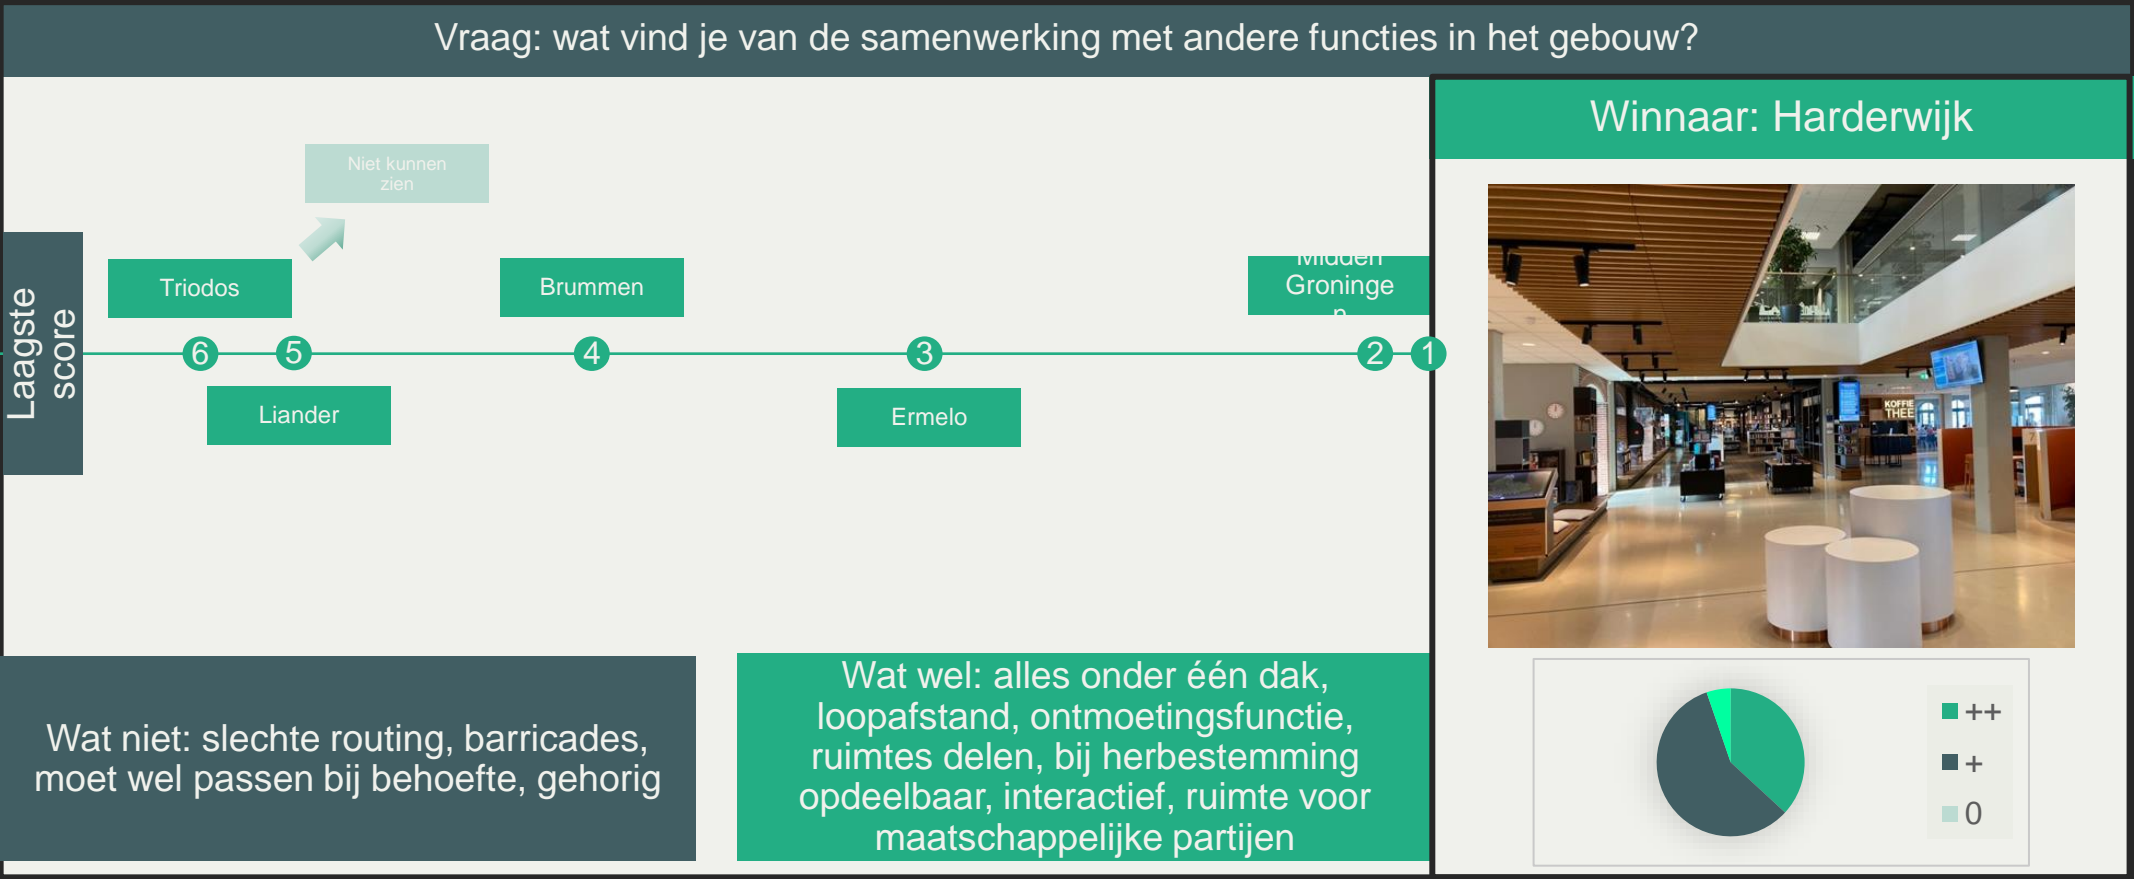 Vraag: wat vind je van de samenwerking met andere functies in het gebouw?
Winnaar: Harderwijk
Niet kunnen
zien
Laagste
score
Triodos
Brummen
Midden
Groninge
n
6
5
4
3
2
1
Liander
Ermelo
KOFFIE
THEE
Wat niet: slechte routing, barricades,
moet wel passen bij behoefte, gehorig
Wat wel: alles onder één dak,
loopafstand, ontmoetingsfunctie,
ruimtes delen, bij herbestemming
opdeelbaar, interactief, ruimte voor
maatschappelijke partijen
++
+
0